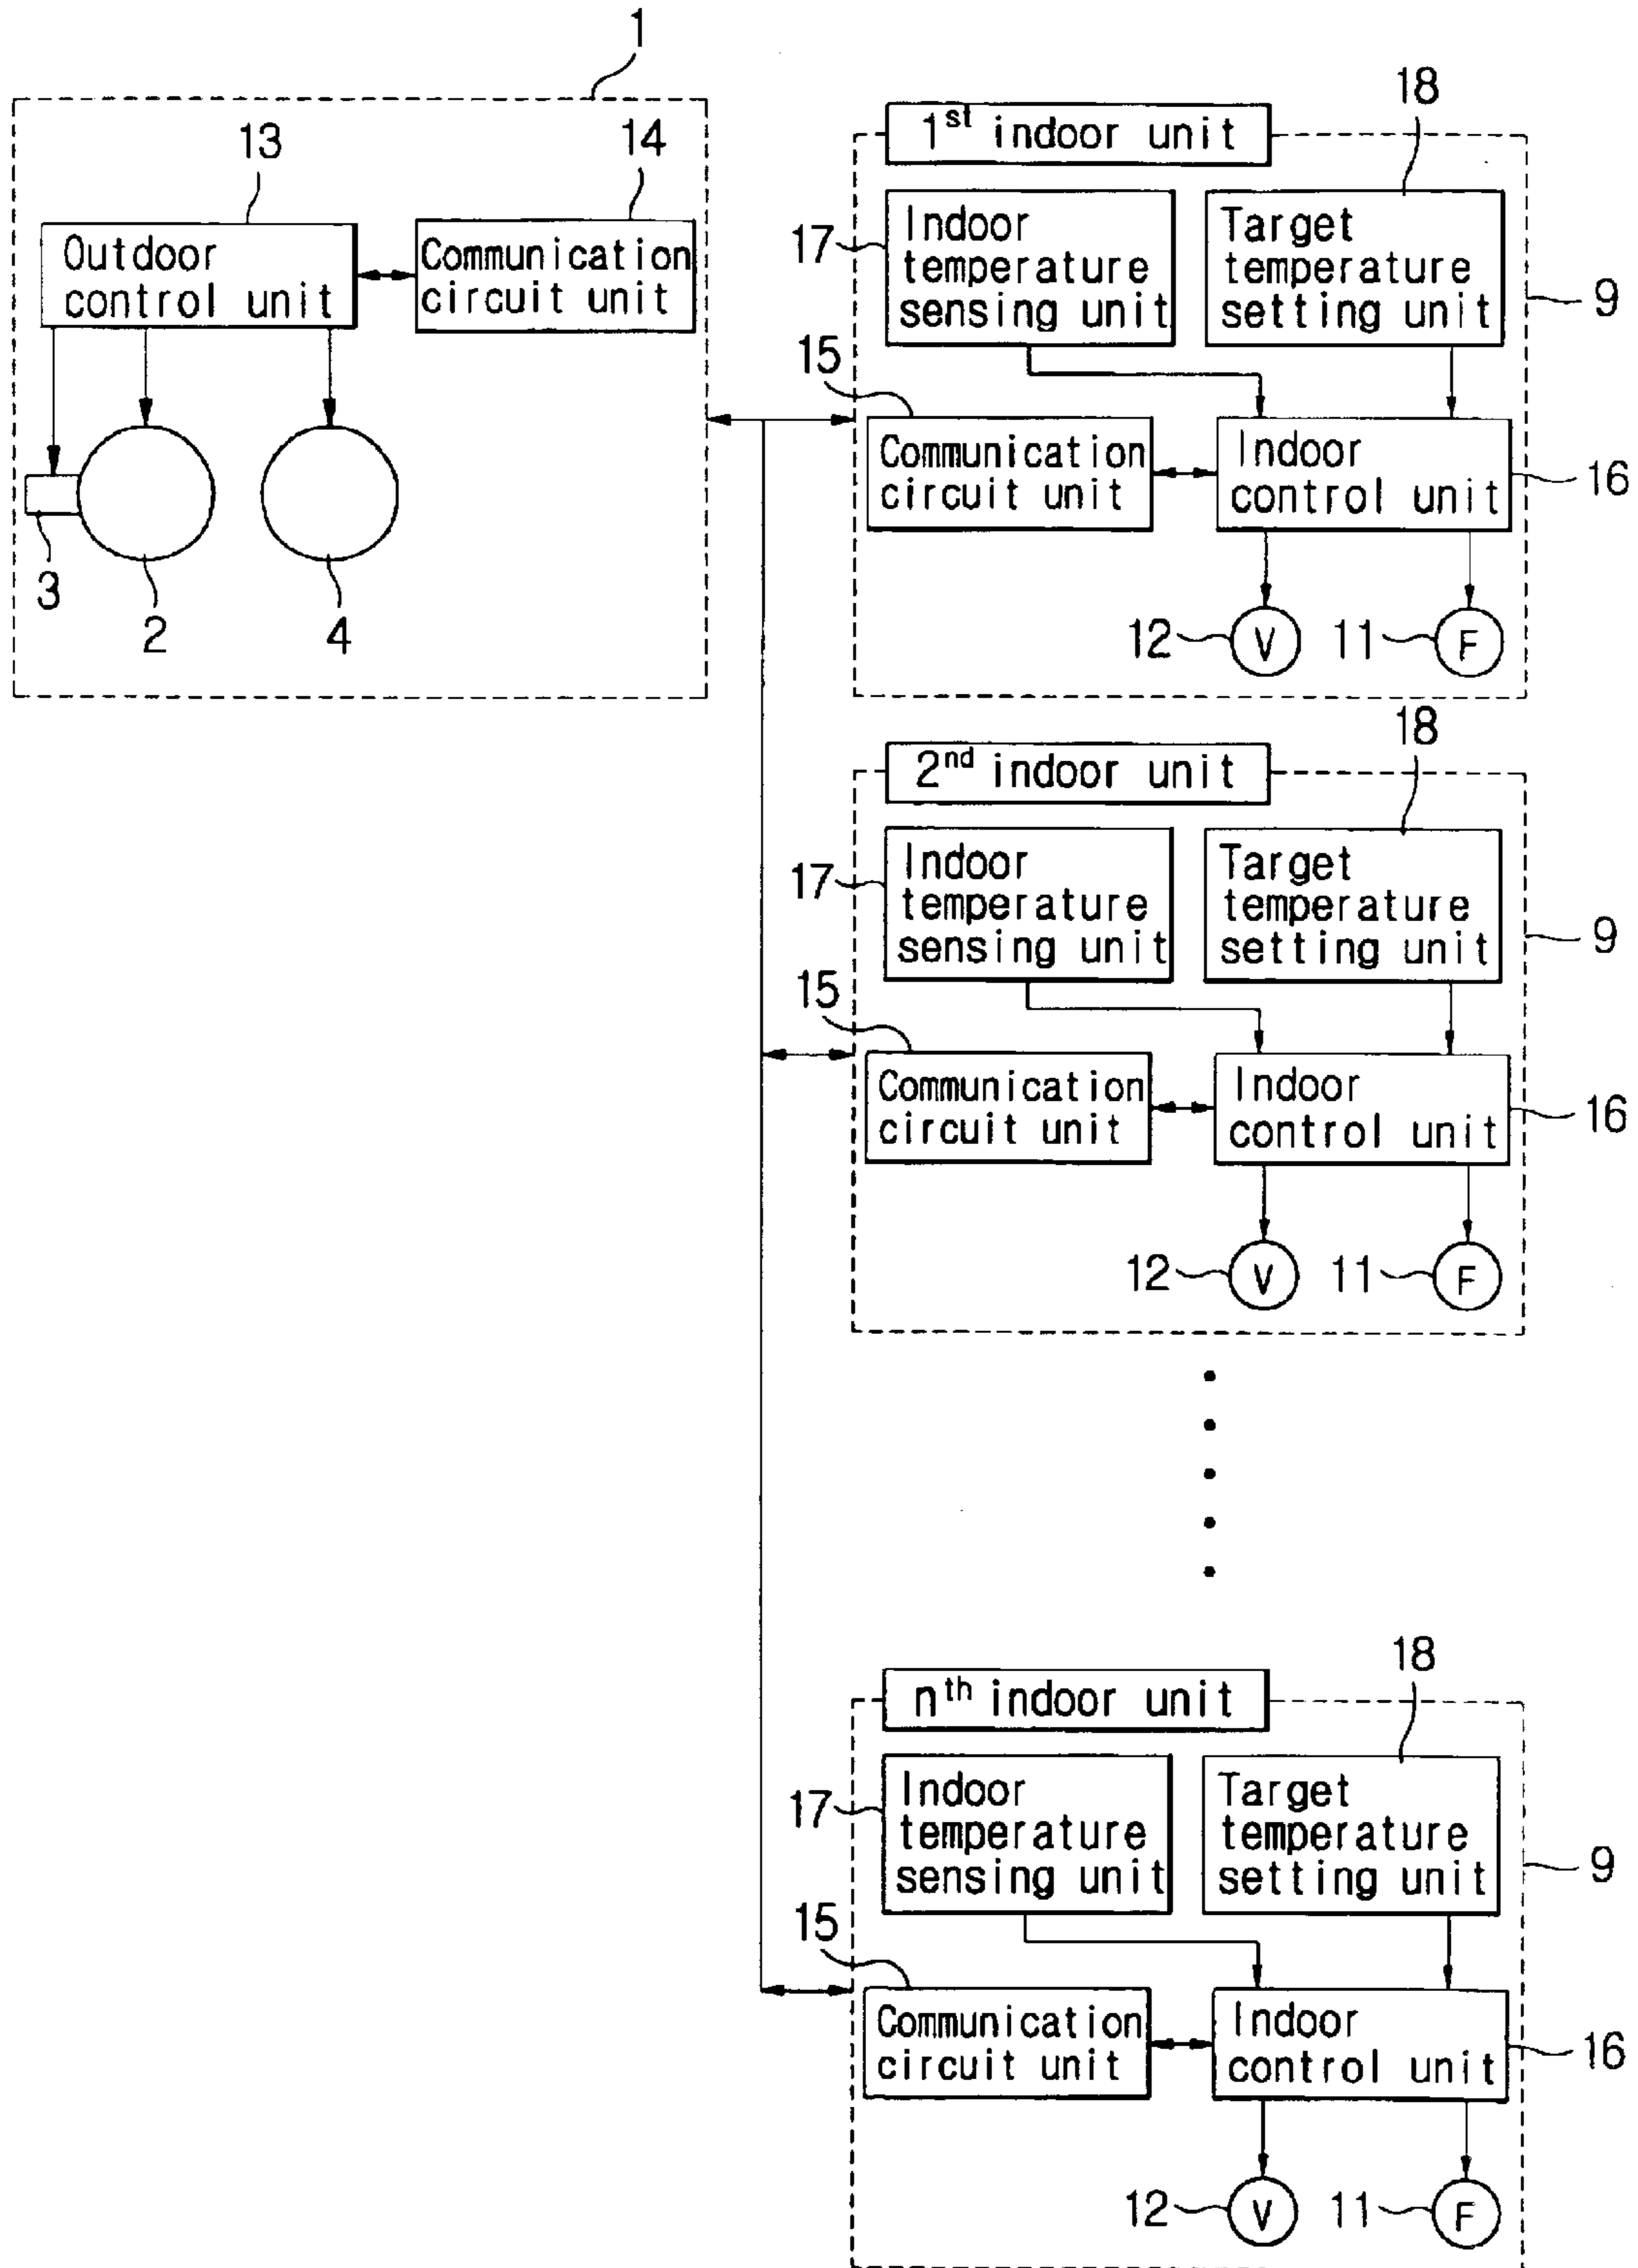 1
13
14
Outdoor
control unit
Communication
circuit unit
3
2
4
1st indoor unit
18
17
Indoor
temperature
sensing unit
Target
temperature
setting unit
9
15
Communication
circuit unit
Indoor
control unit
16
12
V
11
F
2nd indoor unit
18
17
Indoor
temperature
sensing unit
Target
temperature
setting unit
9
15
Communication
circuit unit
Indoor
control unit
16
12
V
11
F
nth indoor unit
18
17
Indoor
temperature
sensing unit
Target
temperature
setting unit
9
15
Communication
circuit unit
Indoor
control unit
16
12
V
11
F